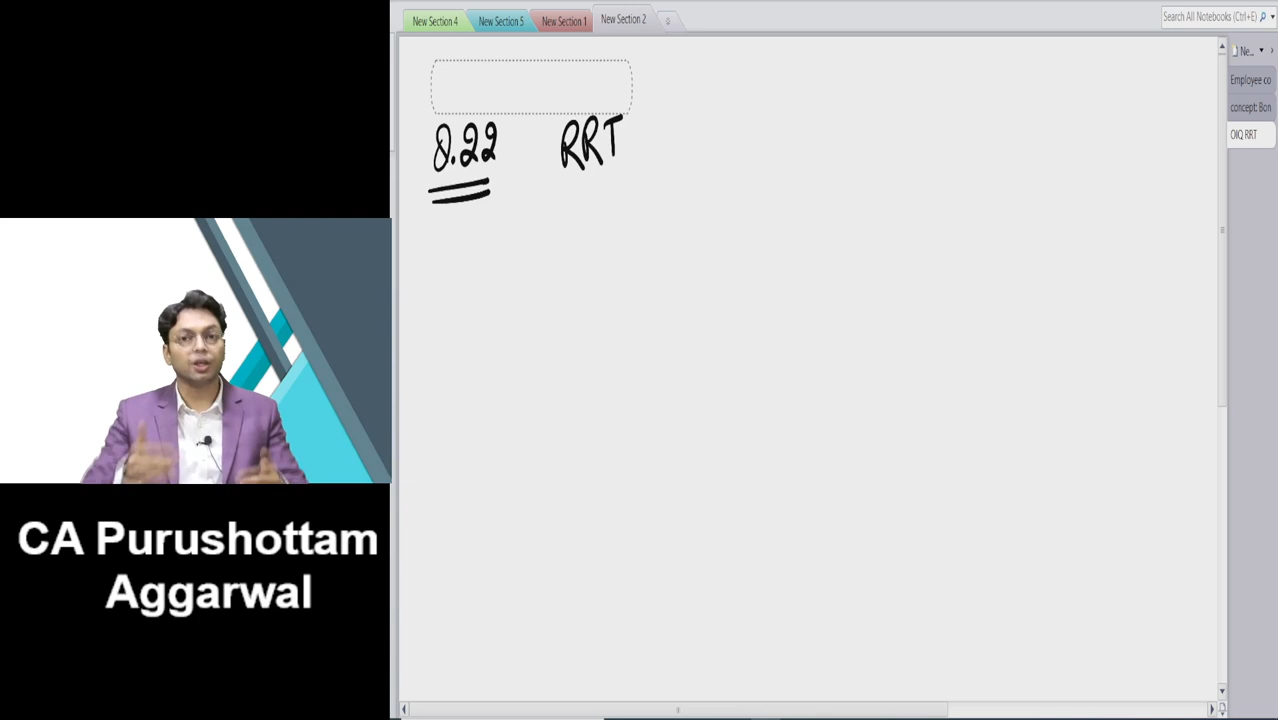 New Section 4
New Section 5
New Section 1
New Section 2
Search All Notebooks (Ctrl+E)
Ne...
Employee co
concept: Bon
OIQ RRT
Q.22 RRT
CA Purushottam
Aggarwal